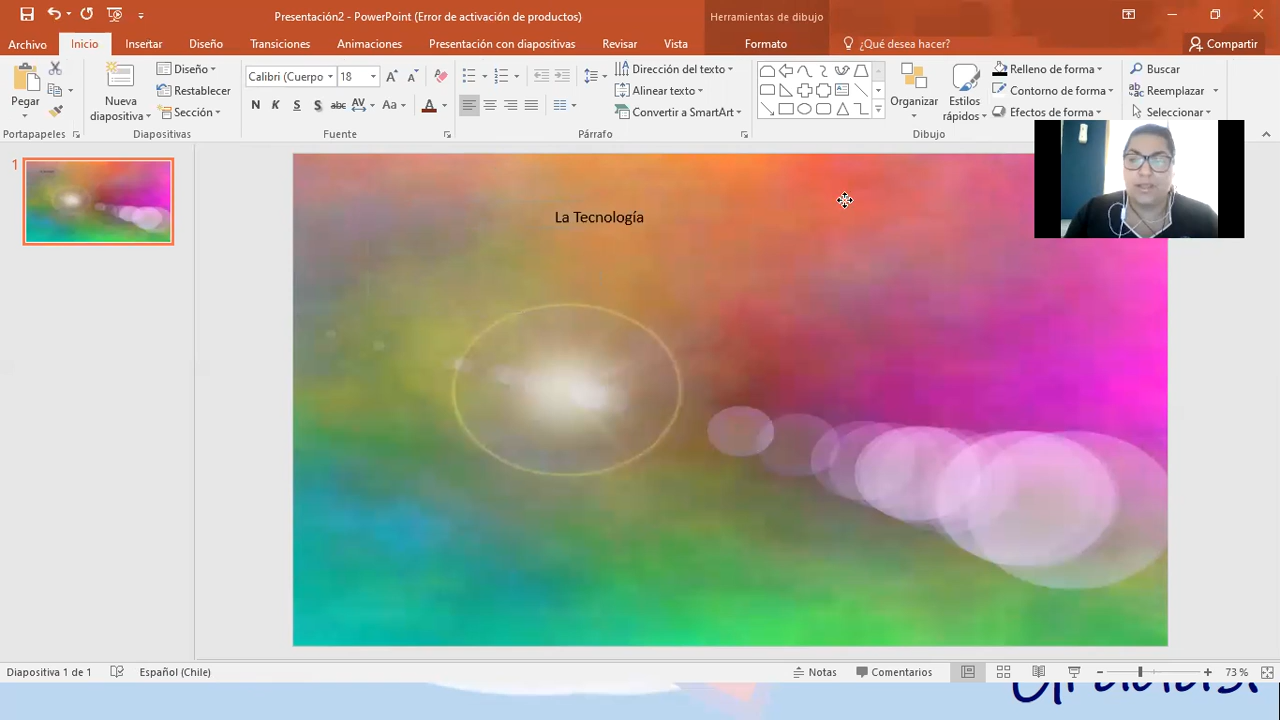 Presentación2 - PowerPoint (Error de activación de productos)
Herramientas de dibujo
Archivo Inicio Insertar Diseño Transiciones Animaciones Presentación con diapositivas Revisar Vista Formato ¿Qué desea hacer? Compartir
Pegar
Portapapeles
Nueva diapositiva
Diseño
Restablecer
Sección
Diapositivas
Calibri (Cuerpo 18
N K S S abc AV Aa A
Fuente
Dirección del texto
Alinear texto
Convertir a SmartArt
Párrafo
Organizar
Estilos rápidos
Relleno de forma
Contorno de forma
Efectos de forma
Dibujo
Buscar
Reemplazar
Seleccionar
1
La Tecnología
Diapositiva 1 de 1 Español (Chile) Notas Comentarios 73 %